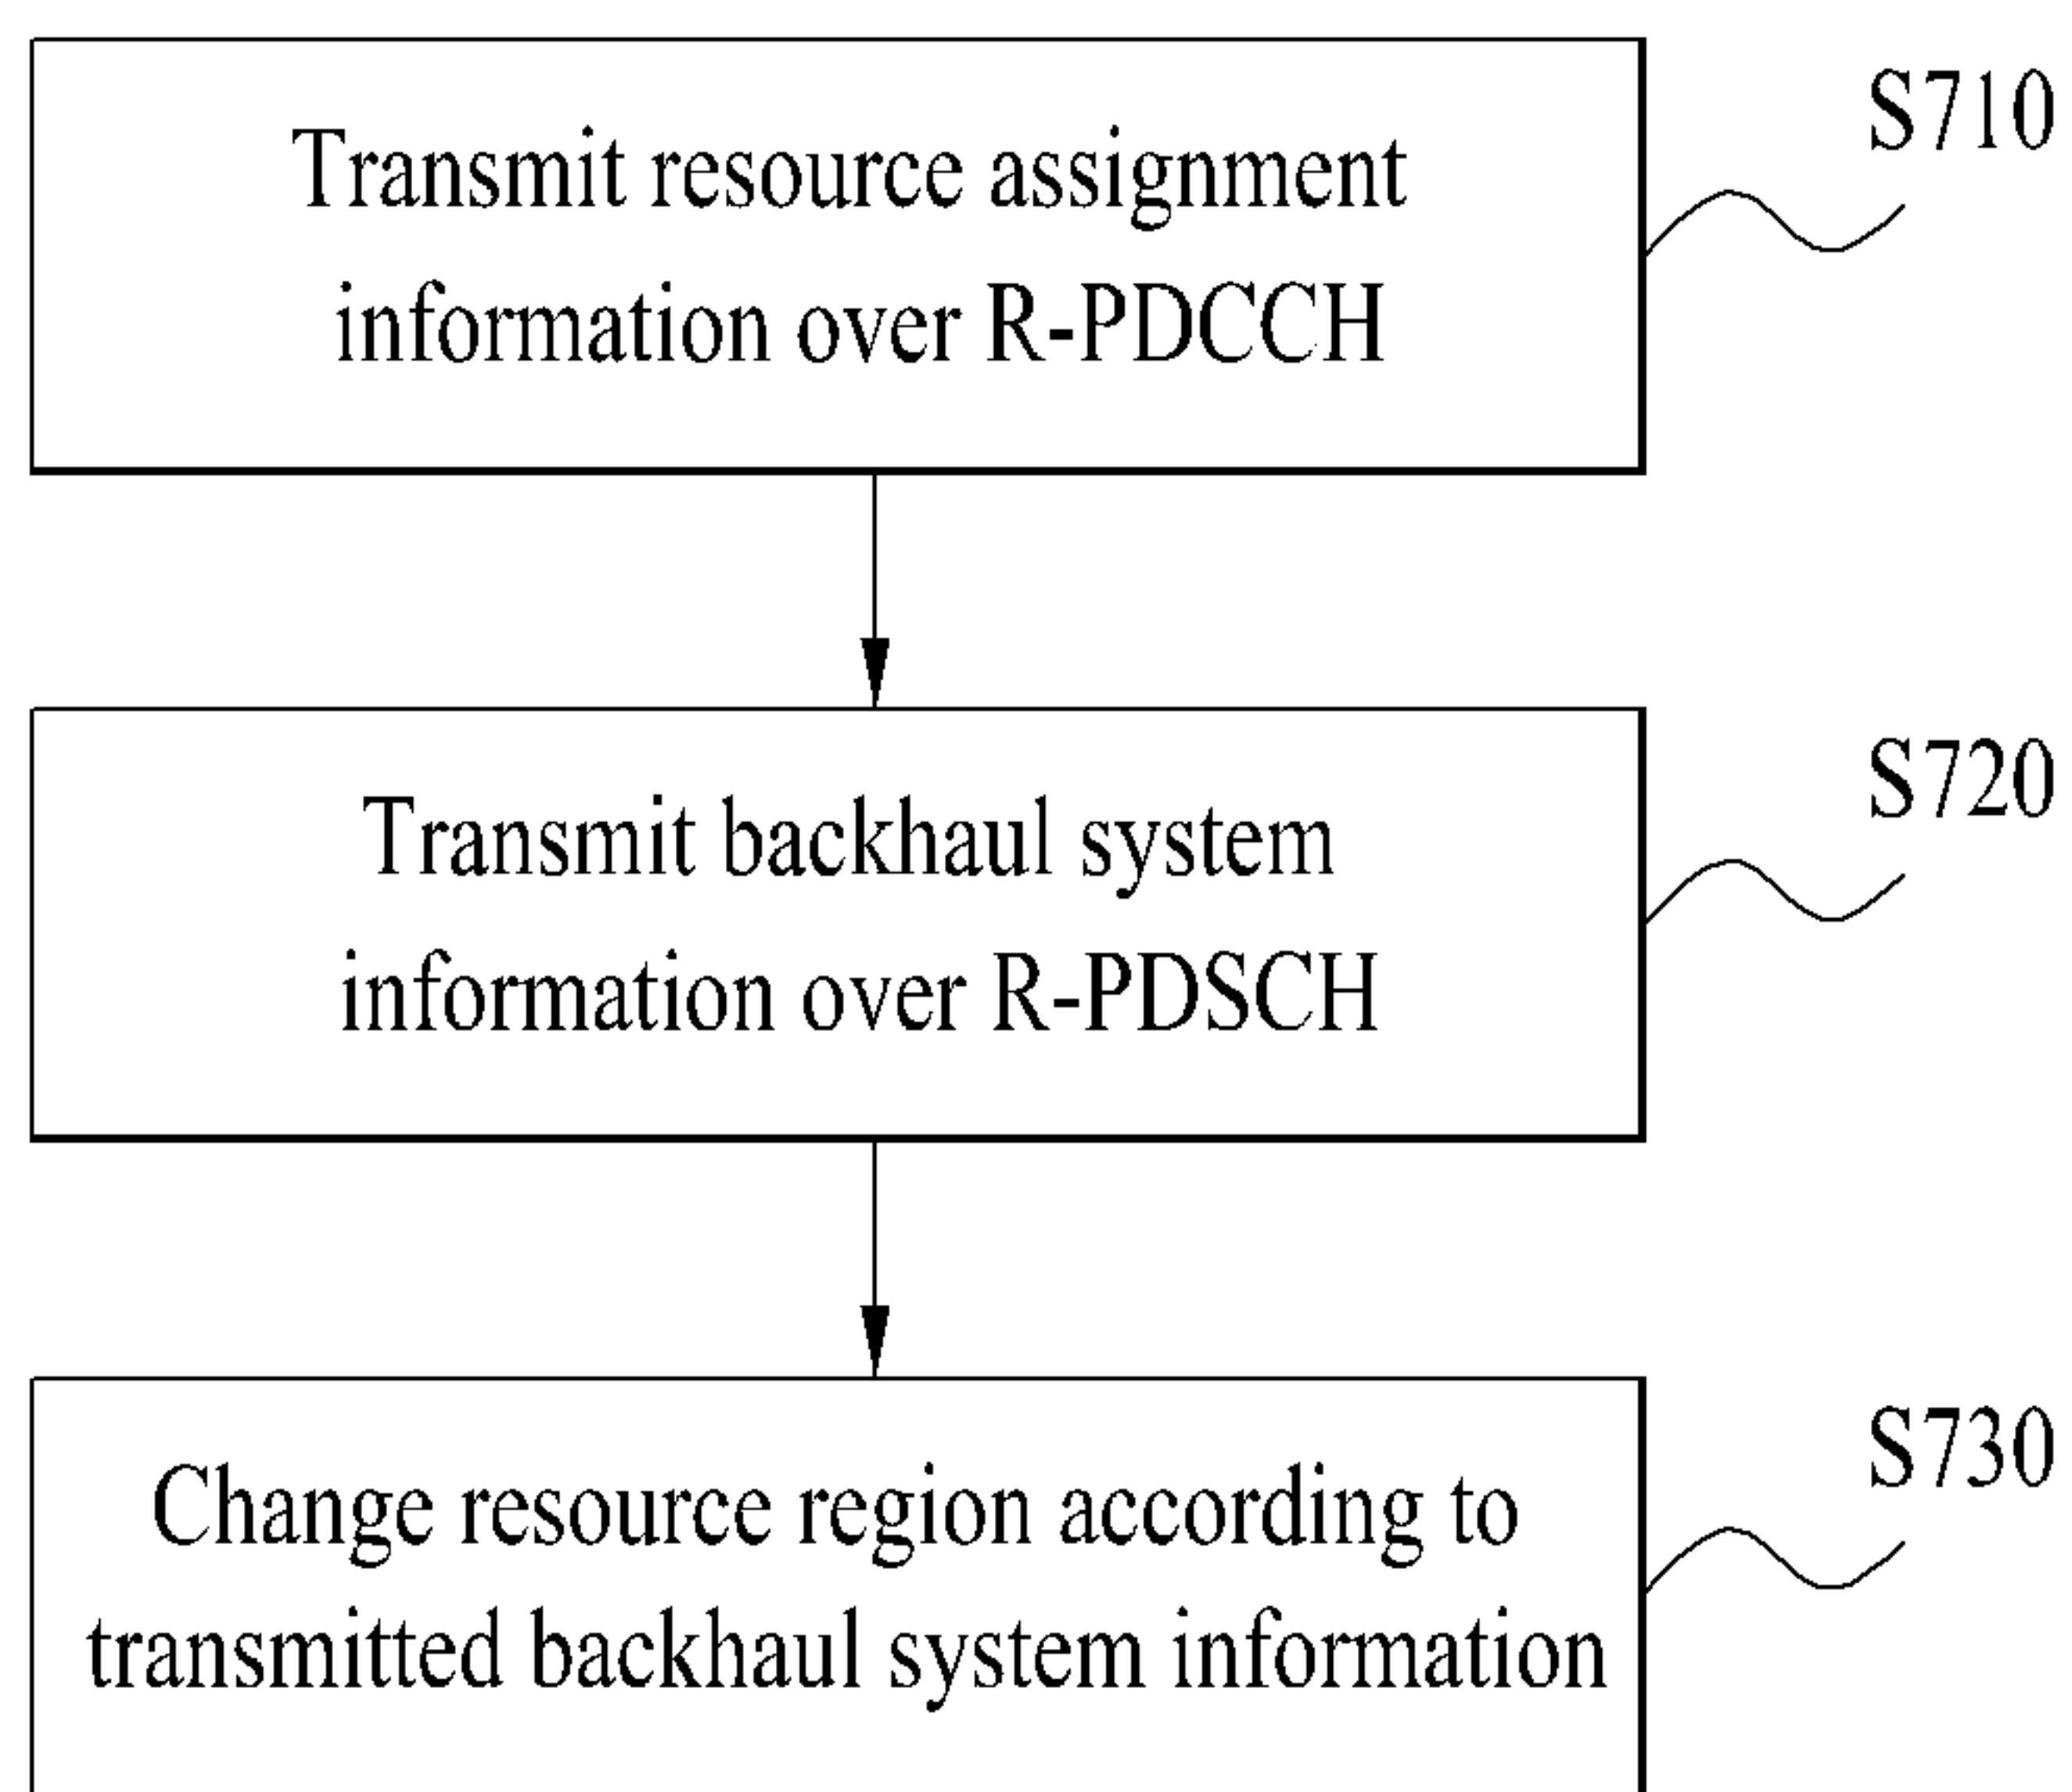 S710
Transmit resource assignment
information over R-PDCCH
S720
Transmit backhaul system
information over R-PDSCH
S730
Change resource region according to
transmitted backhaul system information